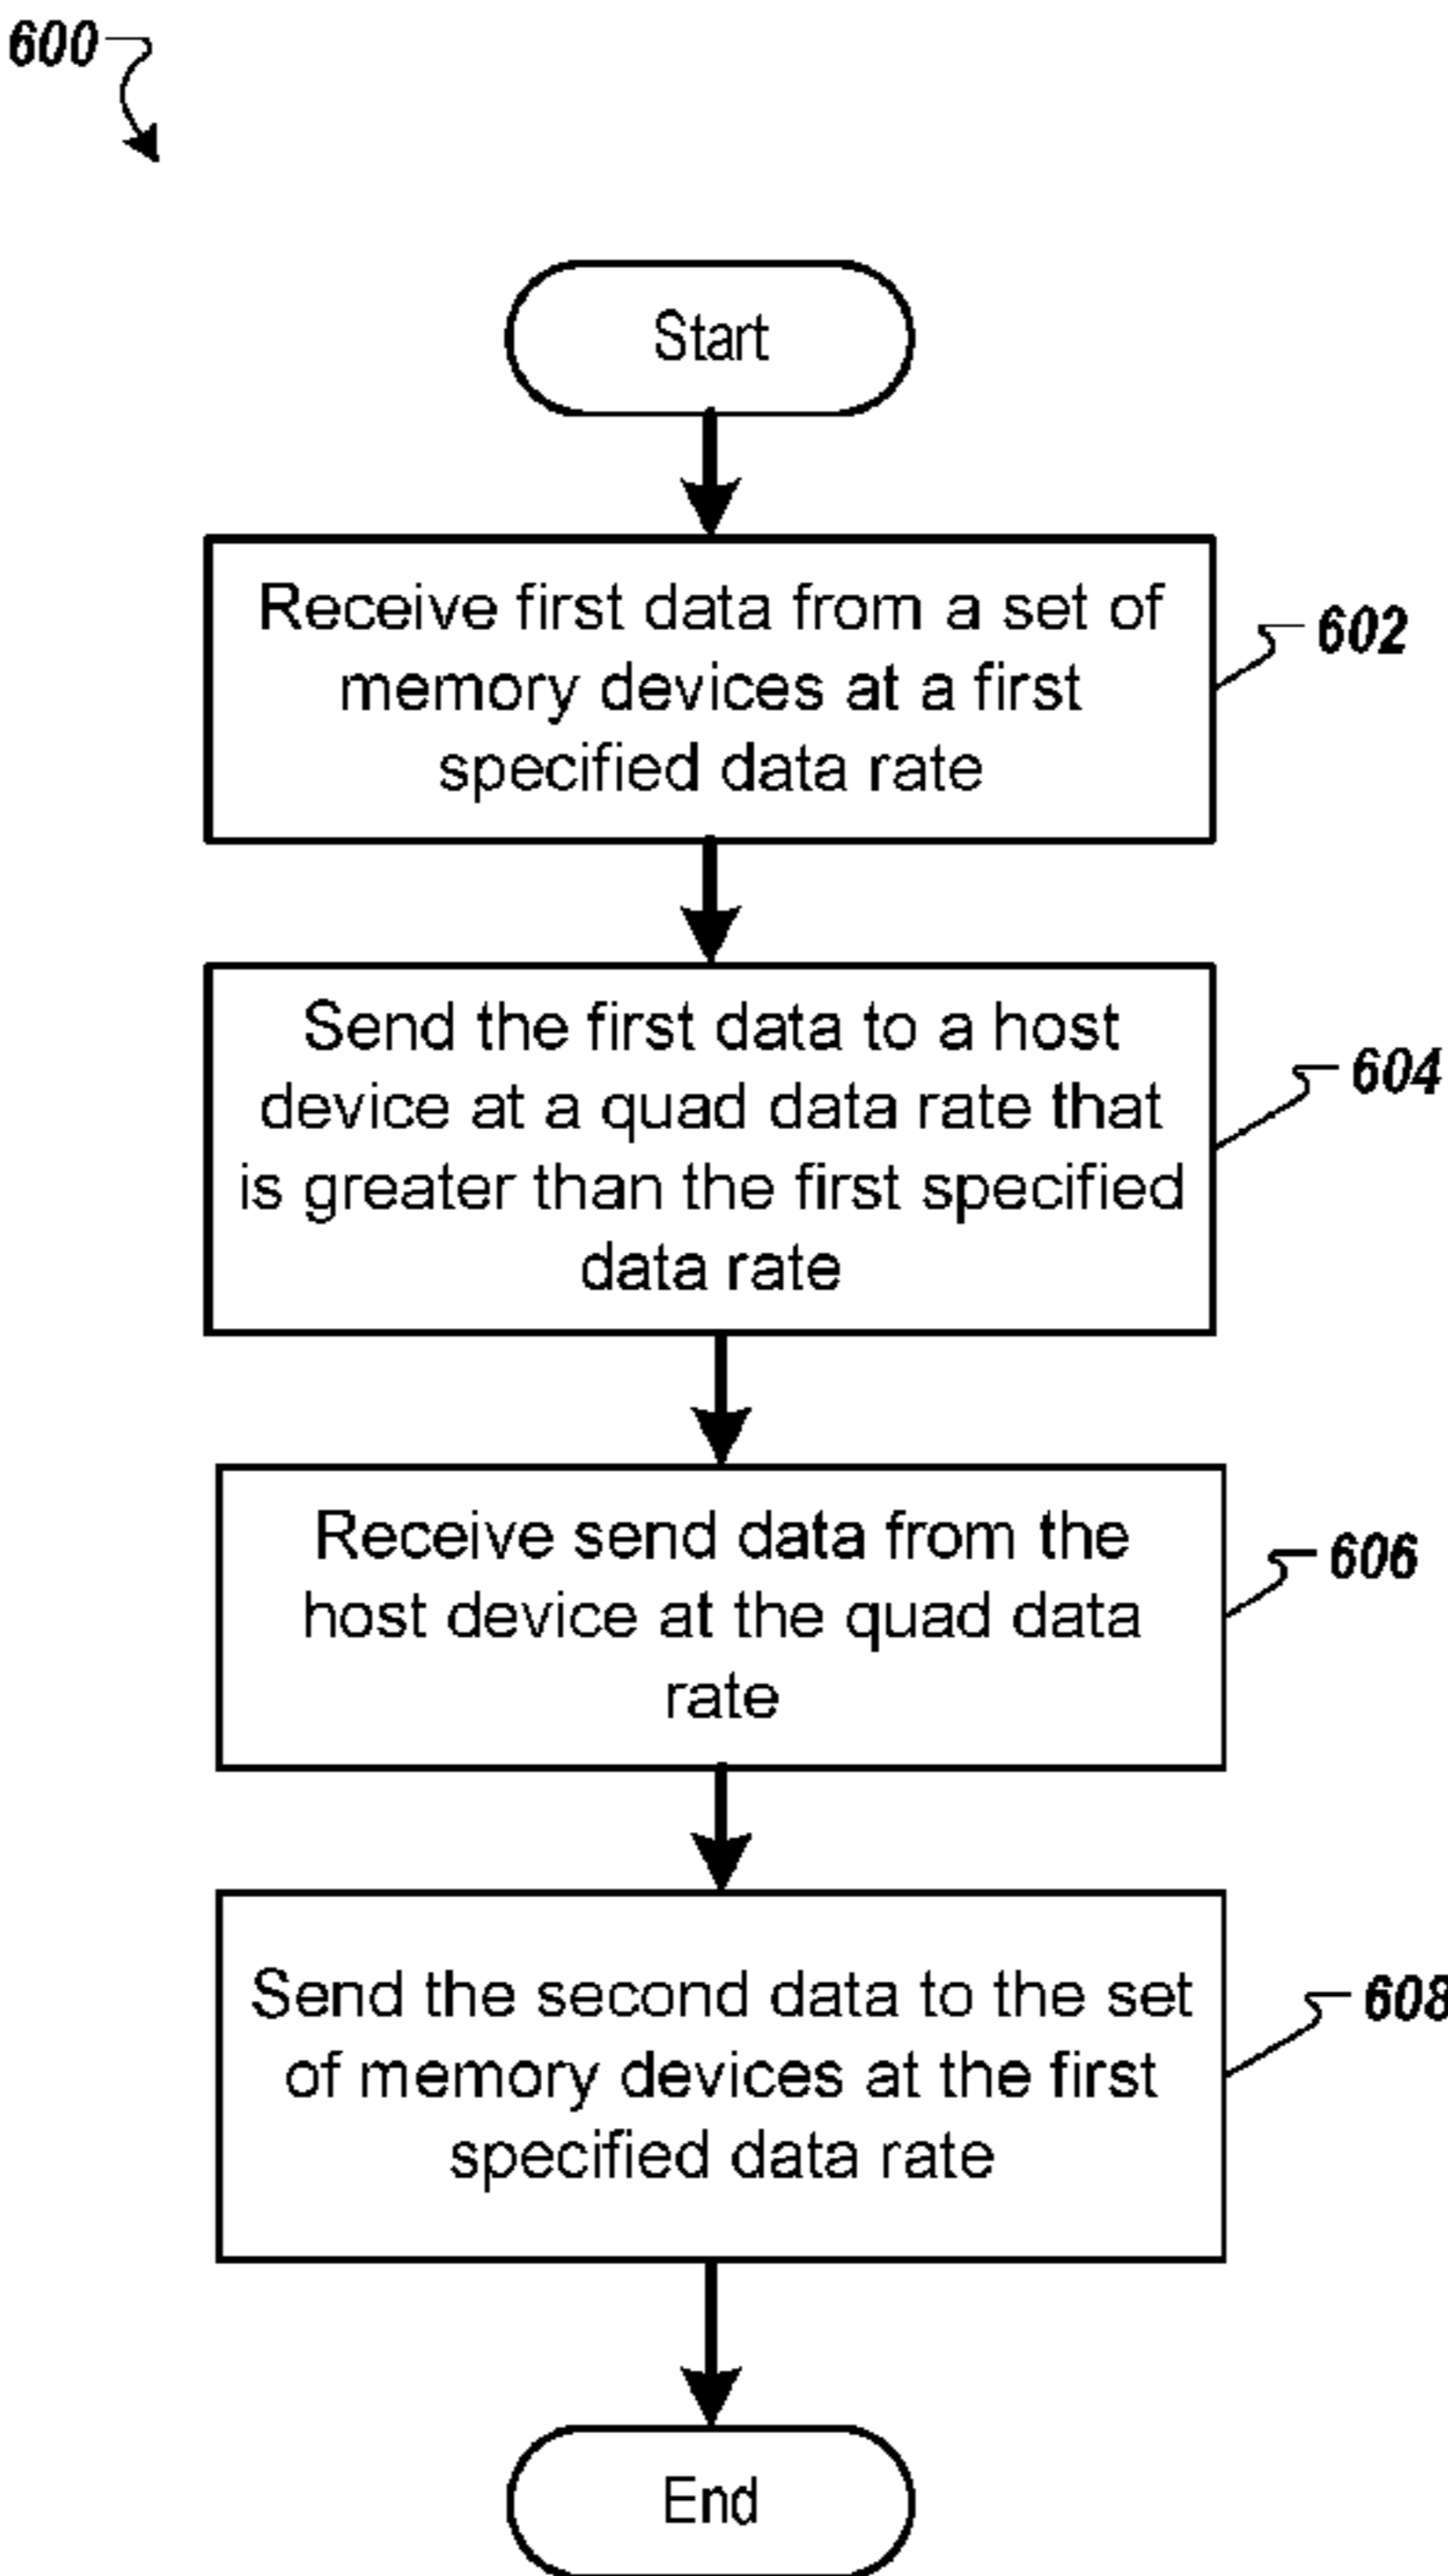 600
Start
Receive first data from a set of
memory devices at a first
specified data rate
602
Send the first data to a host
device at a quad data rate that
is greater than the first specified
data rate
604
Receive send data from the
host device at the quad data
rate
606
Send the second data to the set
of memory devices at the first
specified data rate
608
End